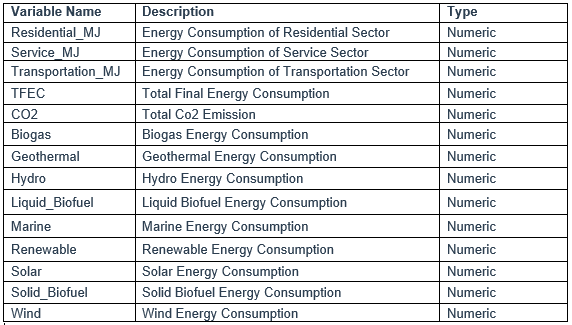 Variable Name Description Type
Residential_MJ Energy Consumption of Residential Sector Numeric
Service_MJ Energy Consumption of Service Sector Numeric
Transportation_MJ Energy Consumption of Transportation Sector Numeric
TFEC Total Final Energy Consumption Numeric
CO2 Total Co2 Emission Numeric
Biogas Biogas Energy Consumption Numeric
Geothermal Geothermal Energy Consumption Numeric
Hydro Hydro Energy Consumption Numeric
Liquid_Biofuel Liquid Biofuel Energy Consumption Numeric
Marine Marine Energy Consumption Numeric
Renewable Renewable Energy Consumption Numeric
Solar Solar Energy Consumption Numeric
Solid_Biofuel Solid Biofuel Energy Consumption Numeric
Wind Wind Energy Consumption Numeric